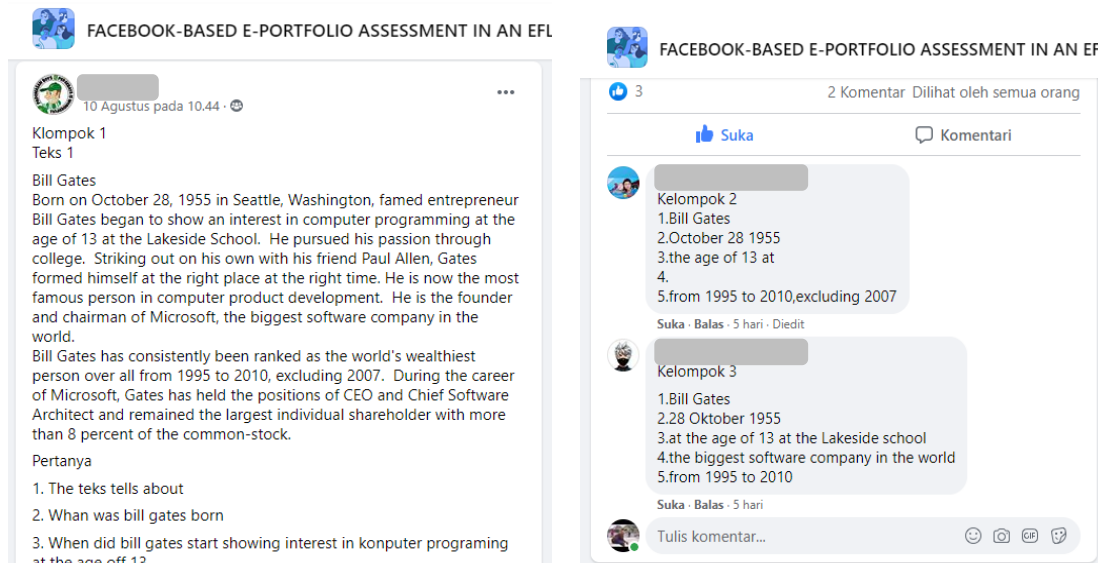 FACEBOOK-BASED E-PORTFOLIO ASSESSMENT IN AN EFL
10 Agustus pada 10.44 ·
Klompok 1
Teks 1
Bill Gates
Born on October 28, 1955 in Seattle, Washington, famed entrepreneur
Bill Gates began to show an interest in computer programming at the
age of 13 at the Lakeside School. He pursued his passion through
college. Striking out on his own with his friend Paul Allen, Gates
formed himself at the right place at the right time. He is now the most
famous person in computer product development. He is the founder
and chairman of Microsoft, the biggest software company in the
world.
Bill Gates has consistently been ranked as the world's wealthiest
person over all from 1995 to 2010, excluding 2007. During the career
of Microsoft, Gates has held the positions of CEO and Chief Software
Architect and remained the largest individual shareholder with more
than 8 percent of the common-stock.
Pertanya
1. The teks tells about
2. Whan was bill gates born
3. When did bill gates start showing interest in konputer programing
at the age off 13
FACEBOOK-BASED E-PORTFOLIO ASSESSMENT IN AN EF
3
2 Komentar Dilihat oleh semua orang
Suka
Komentari
Kelompok 2
1.Bill Gates
2.October 28 1955
3.the age of 13 at
4.
5.from 1995 to 2010,excluding 2007
Suka · Balas · 5 hari · Diedit
Kelompok 3
1.Bill Gates
2.28 Oktober 1955
3.at the age of 13 at the Lakeside school
4.the biggest software company in the world
5.from 1995 to 2010
Suka · Balas · 5 hari
Tulis komentar...
GIF